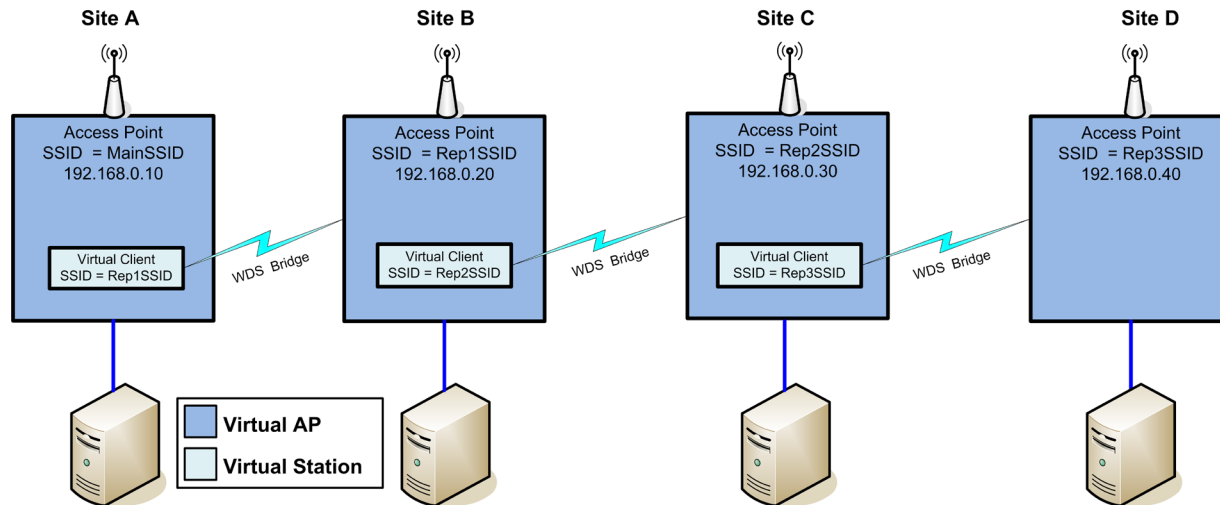 Site A
Site B
Site C
Site D
Access Point
SSID = MainSSID
192.168.0.10
Access Point
SSID = Rep1SSID
192.168.0.20
Access Point
SSID = Rep2SSID
192.168.0.30
Access Point
SSID = Rep3SSID
192.168.0.40
Virtual Client
SSID = Rep1SSID
WDS Bridge
Virtual Client
SSID = Rep2SSID
WDS Bridge
Virtual Client
SSID = Rep3SSID
WDS Bridge
Virtual AP
Virtual Station